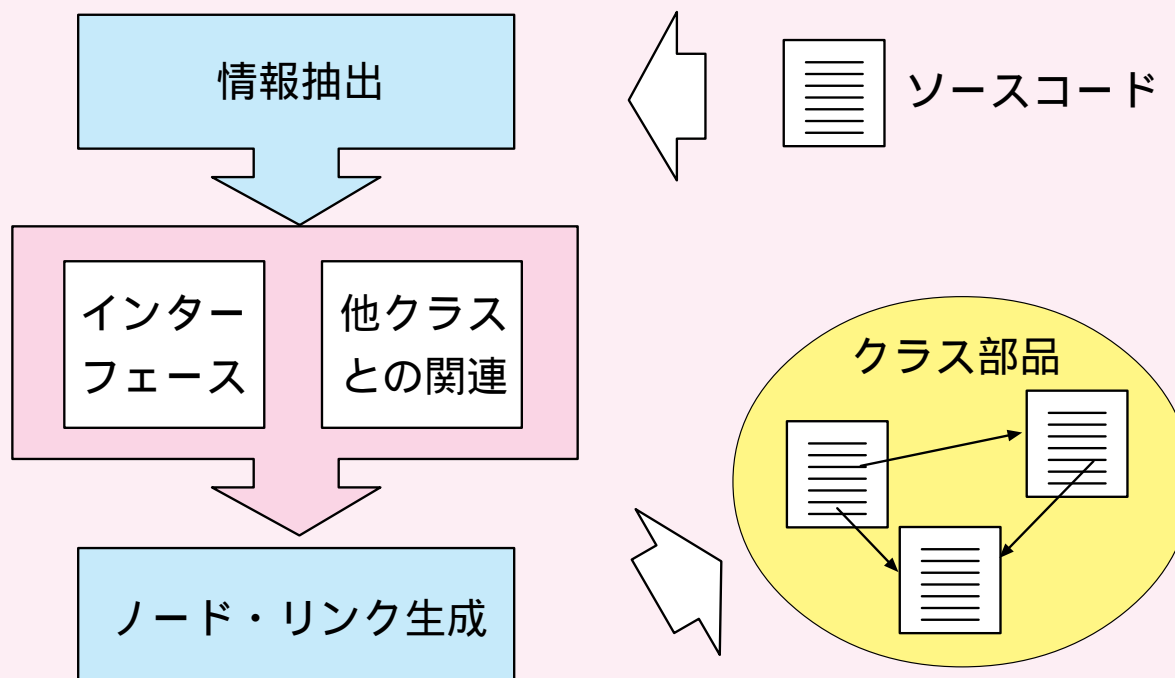 情報抽出
ソースコード
インター
フェース
他クラス
との関連
クラス部品
ノード・リンク生成